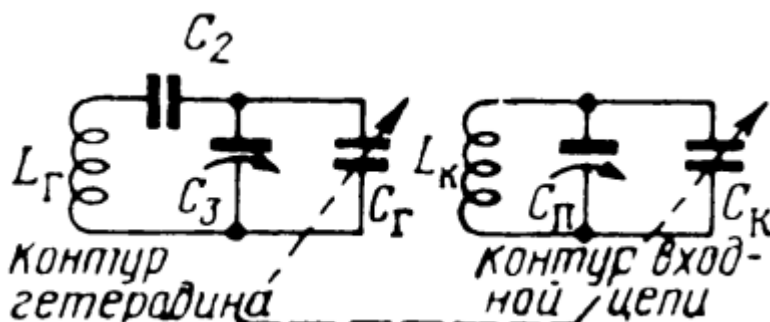 C2
LГ
C3
CГ
LК
CП
CК
контур
гетеродина
контур вход-
ной цепи